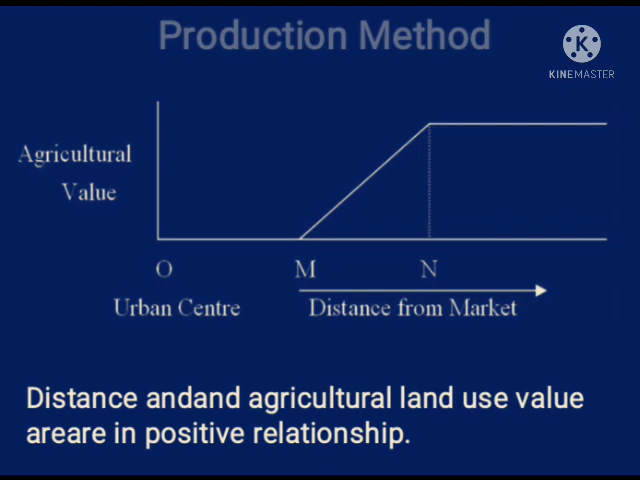 Production Method
K
KINEMASTER
Agricultural
Value
O
M
N
Urban Centre
Distance from Market
Distance andand agricultural land use value
areare in positive relationship.